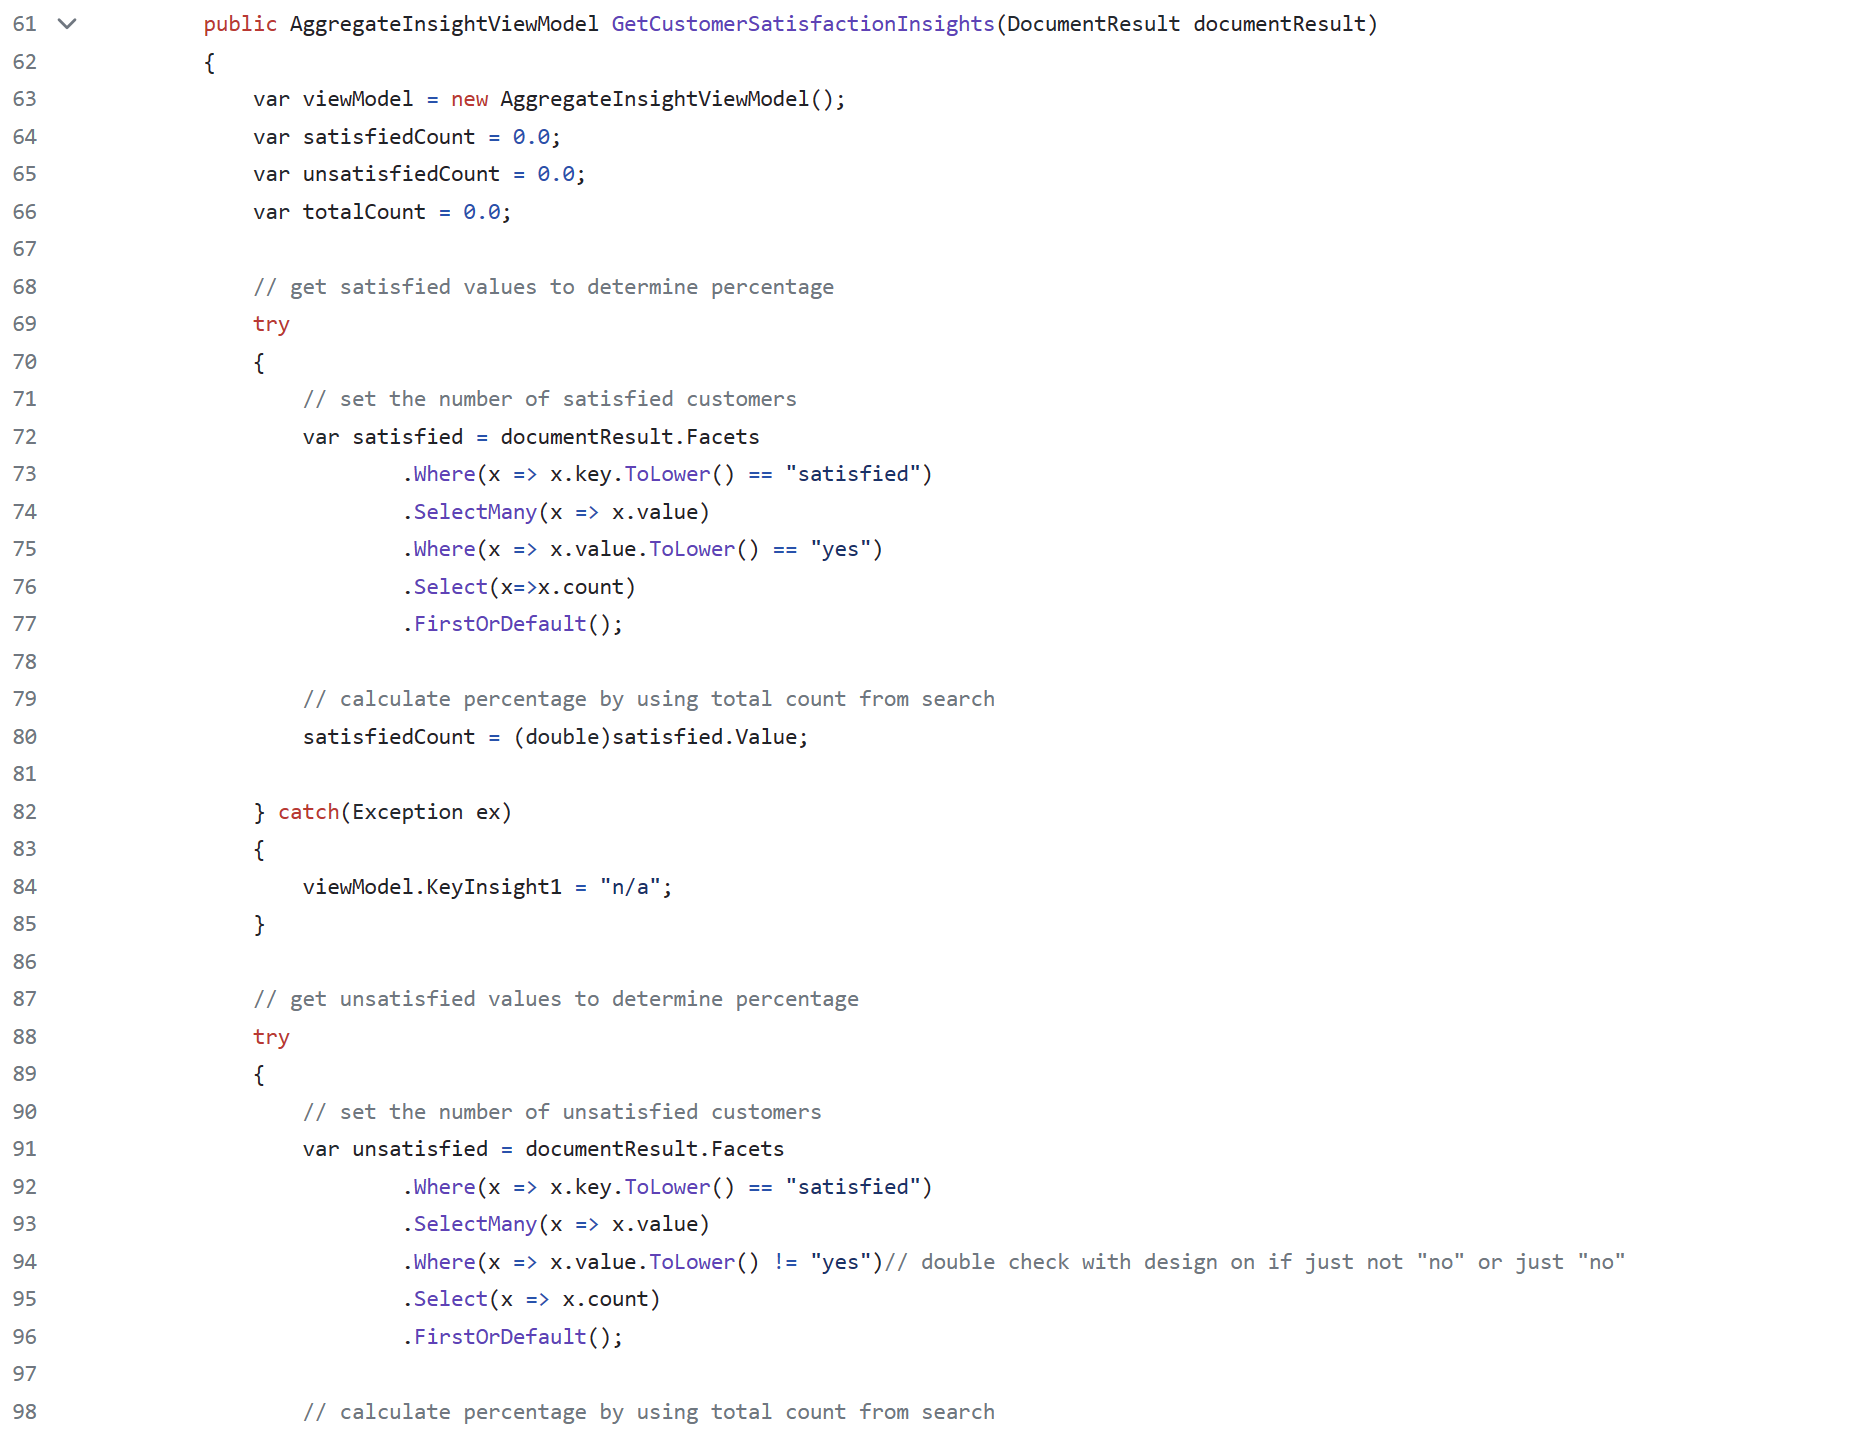 61 public AggregateInsightViewModel GetCustomerSatisfactionInsights(DocumentResult documentResult)
62 {
63 var viewModel = new AggregateInsightViewModel();
64 var satisfiedCount = 0.0;
65 var unsatisfiedCount = 0.0;
66 var totalCount = 0.0;
67
68 // get satisfied values to determine percentage
69 try
70 {
71 // set the number of satisfied customers
72 var satisfied = documentResult.Facets
73 .Where(x => x.key.ToLower() == "satisfied")
74 .SelectMany(x => x.value)
75 .Where(x => x.value.ToLower() == "yes")
76 .Select(x=>x.count)
77 .FirstOrDefault();
78
79 // calculate percentage by using total count from search
80 satisfiedCount = (double)satisfied.Value;
81
82 } catch(Exception ex)
83 {
84 viewModel.KeyInsight1 = "n/a";
85 }
86
87 // get unsatisfied values to determine percentage
88 try
89 {
90 // set the number of unsatisfied customers
91 var unsatisfied = documentResult.Facets
92 .Where(x => x.key.ToLower() == "satisfied")
93 .SelectMany(x => x.value)
94 .Where(x => x.value.ToLower() != "yes")// double check with design on if just not "no" or just "no"
95 .Select(x => x.count)
96 .FirstOrDefault();
97
98 // calculate percentage by using total count from search